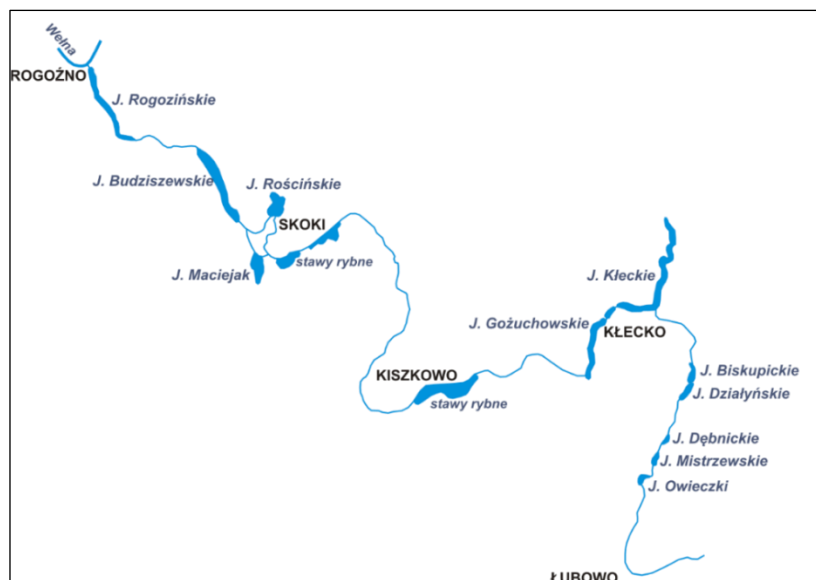 Wełna
ROGOŹNO
J. Rogozińskie
J. Budziszewskie
J. Rościńskie
SKOKI
stawy rybne
J. Maciejak
J. Kłeckie
J. Gożuchowskie
KŁECKO
KISZKOWO
stawy rybne
J. Biskupickie
J. Działyńskie
J. Dębnickie
J. Mistrzewskie
J. Owieczki
ŁUBOWO